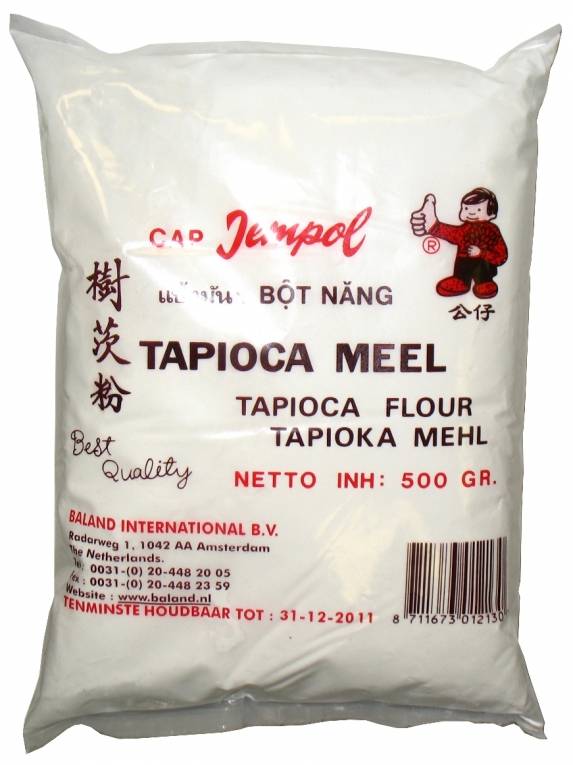 CAP Jempol
®
公仔
แป้งมัน BỘT NĂNG
樹茨粉
TAPIOCA MEEL
TAPIOCA FLOUR
TAPIOKA MEHL
Best
Quality
NETTO INH: 500 GR.
BALAND INTERNATIONAL B.V.
Radarweg 1, 1042 AA Amsterdam
The Netherlands.
Tel : 0031-(0) 20-448 20 05
: 0031-(0) 20-448 23 59
Website : www.baland.nl
TENMINSTE HOUDBAAR TOT : 31-12-2011
8 711673 012130